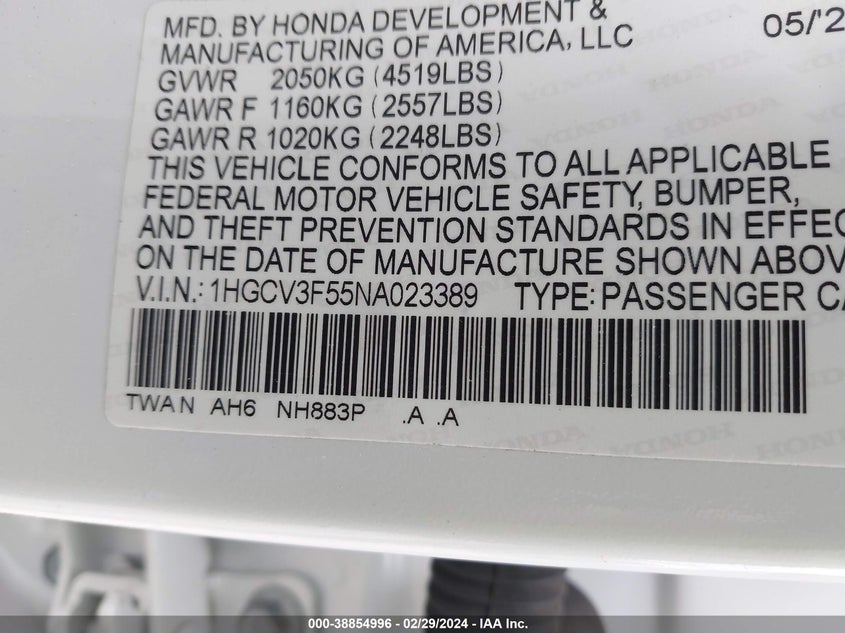 MFD. BY HONDA DEVELOPMENT &
MANUFACTURING OF AMERICA, LLC
05/'2
GVWR 2050KG (4519LBS)
GAWR F 1160KG (2557LBS)
GAWR R 1020KG (2248LBS)
THIS VEHICLE CONFORMS TO ALL APPLICABLE
FEDERAL MOTOR VEHICLE SAFETY, BUMPER,
AND THEFT PREVENTION STANDARDS IN EFFEC
ON THE DATE OF MANUFACTURE SHOWN ABOV
V.I.N.: 1HGCV3F55NA023389 TYPE: PASSENGER CA
TWA N AH6 NH883P .A .A
000-38854996 - 02/29/2024 - IAA Inc.